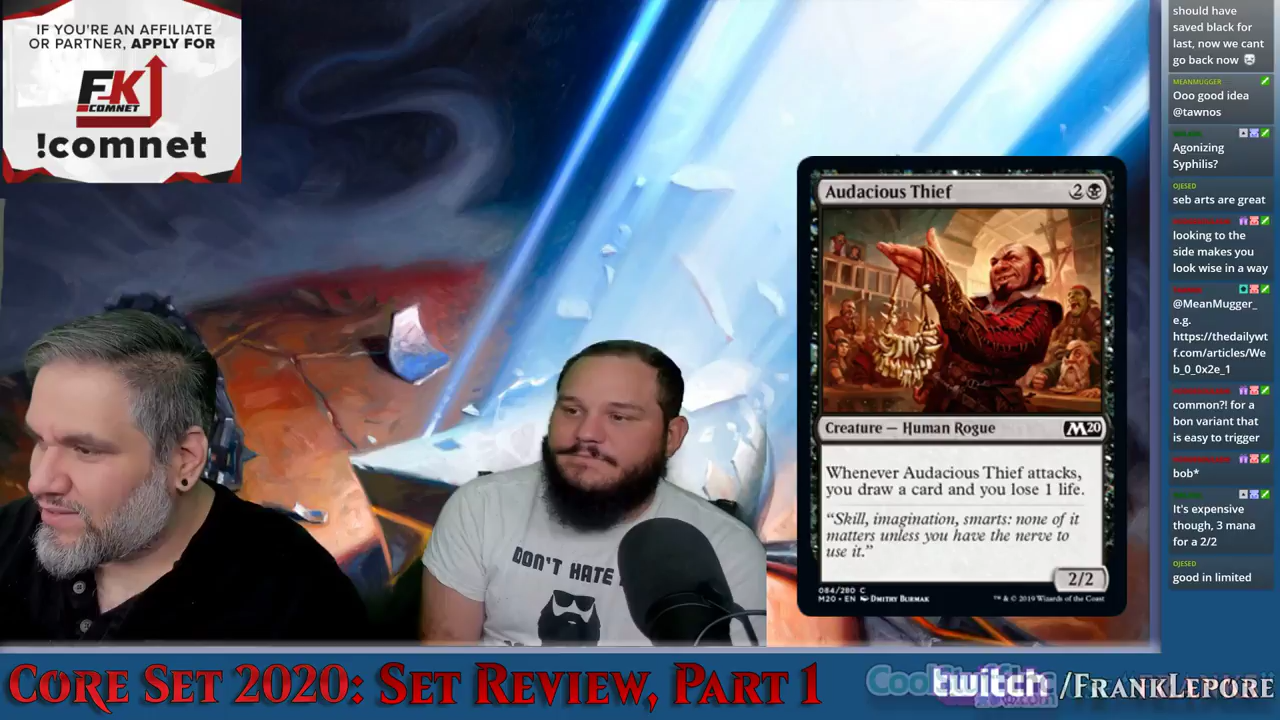 IF YOU'RE AN AFFILIATE
OR PARTNER, APPLY FOR
F2K
COMNET
!comnet
Audacious Thief
2
Creature — Human Rogue
M20
Whenever Audacious Thief attacks,
you draw a card and you lose 1 life.
“Skill, imagination, smarts: none of it
matters unless you have the nerve to
use it.”
2/2
084/280 C
M20 • EN Dmitry Burmak
™ & © 2019 Wizards of the Coast
DON'T HATE
should have
saved black for
last, now we cant
go back now
MEANMUGGER_
Ooo good idea
@tawnos
Agonizing
Syphilis?
OJESED
seb arts are great
looking to the
side makes you
look wise in a way
@MeanMugger_
e.g.
https://thedailywt
f.com/articles/We
b_0_0x2e_1
common?! for a
bon variant that
is easy to trigger
bob*
It's expensive
though, 3 mana
for a 2/2
OJESED
good in limited
Core Set 2020: Set Review, Part 1
twitch/FrankLepore